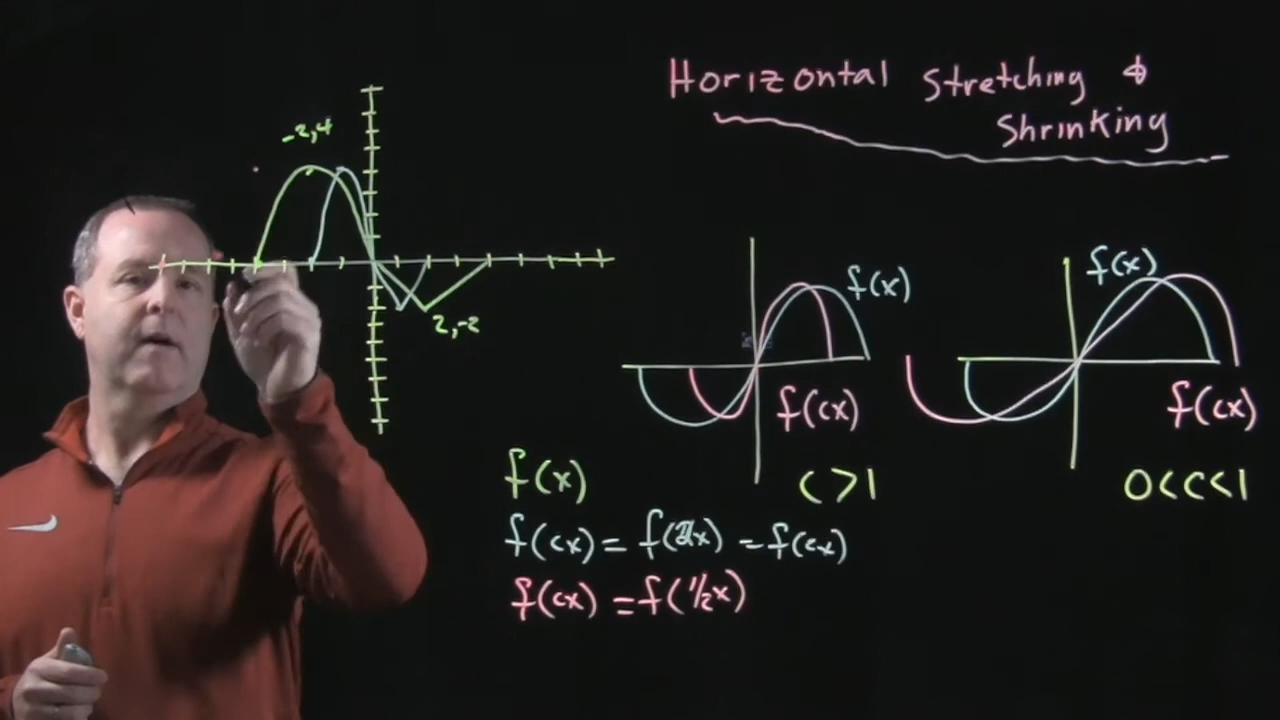 Horizontal Stretching &
Shrinking
-2,4
2,-2
f(x)
f(cx)
c>1
f(x)
f(cx)
0<c<1
f(x)
f(cx)= f(2x) =f(cx)
f(cx) =f(1/2x)